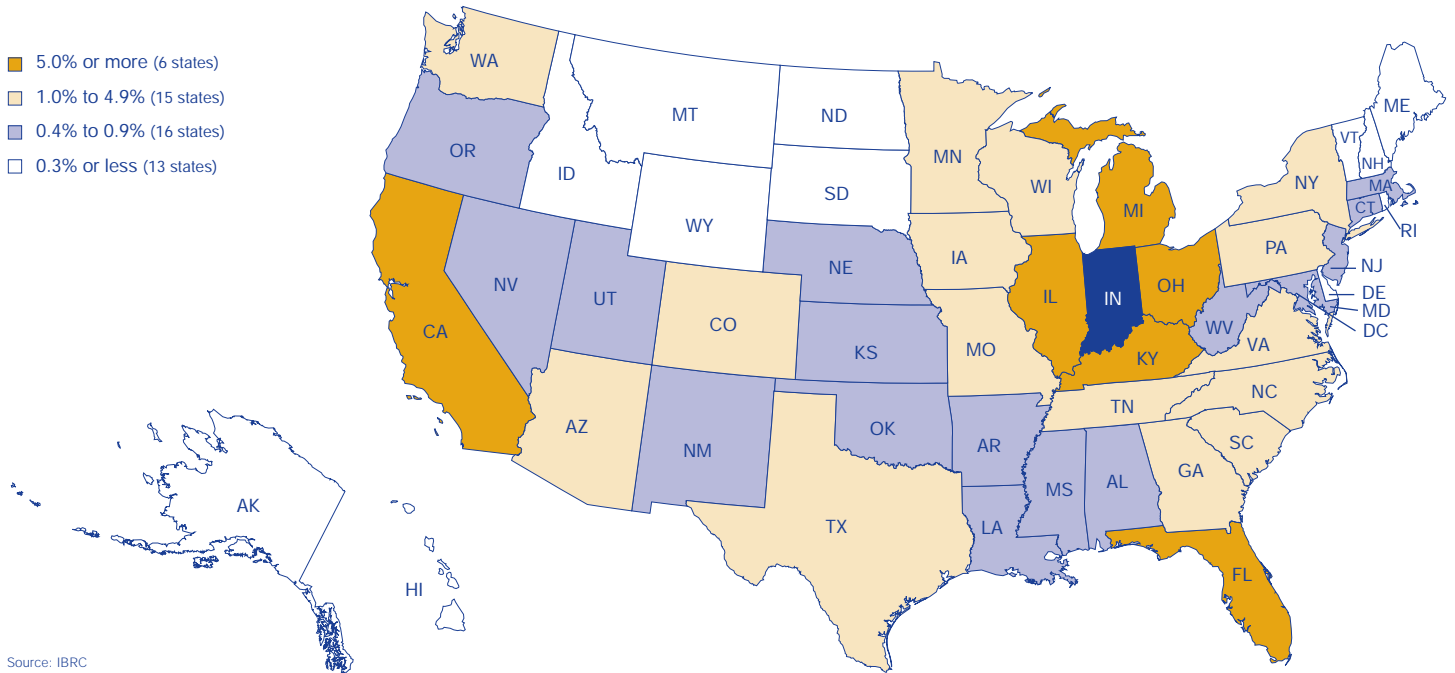 5.0% or more (6 states)
1.0% to 4.9% (15 states)
0.4% to 0.9% (16 states)
0.3% or less (13 states)
WA
MT
ND
MN
ME
VT
NH
OR
ID
SD
WI
MI
NY
MA
CT
RI
WY
IA
PA
NJ
NE
NV
UT
IL
IN
OH
DE
MD
DC
CA
CO
KS
MO
KY
WV
VA
AZ
NM
OK
AR
TN
NC
SC
MS
AL
GA
AK
TX
LA
FL
HI
Source: IBRC